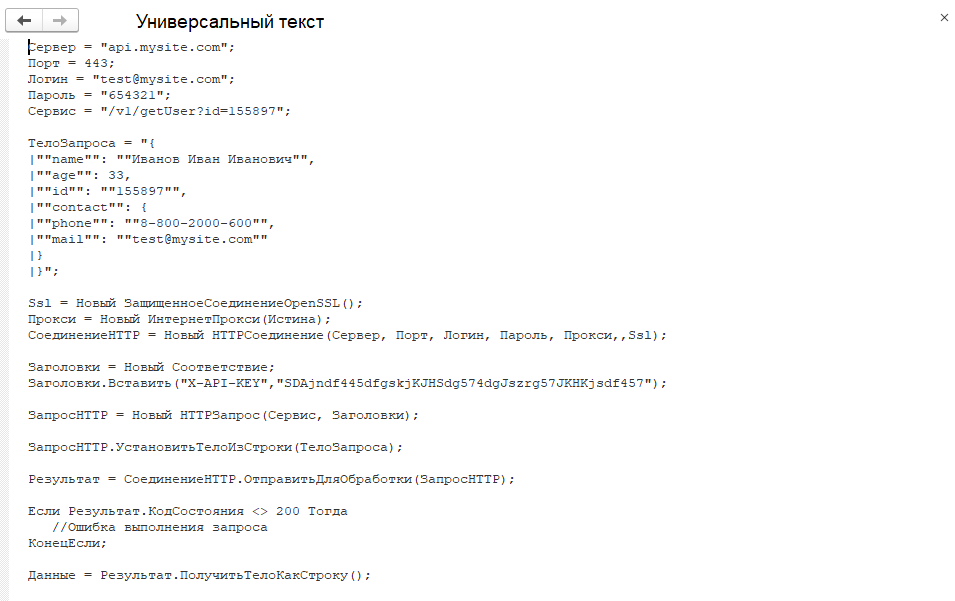 Универсальный текст
Сервер = "api.mysite.com";
Порт = 443;
Логин = "test@mysite.com";
Пароль = "654321";
Сервис = "/v1/getUser?id=155897";
ТелоЗапроса = "{
|""name"": ""Иванов Иван Иванович"",
|""age"": 33,
|""id"": ""155897"",
|""contact"": {
|""phone"": ""8-800-2000-600"",
|""mail"": ""test@mysite.com""
|}
|}";
Ssl = Новый ЗащищенноеСоединениеOpenSSL();
Прокси = Новый ИнтернетПрокси(Истина);
СоединениеHTTP = Новый HTTPСоединение(Сервер, Порт, Логин, Пароль, Прокси,,Ssl);
Заголовки = Новый Соответствие;
Заголовки.Вставить("X-API-KEY","SDAjndf445dfgskjKJHSdg574dgJszrg57JKHKjsdf457");
ЗапросHTTP = Новый HTTPЗапрос(Сервис, Заголовки);
ЗапросHTTP.УстановитьТелоИзСтроки(ТелоЗапроса);
Результат = СоединениеHTTP.ОтправитьДляОбработки(ЗапросHTTP);
Если Результат.КодСостояния <> 200 Тогда
//Ошибка выполнения запроса
КонецЕсли;
Данные = Результат.ПолучитьТелоКакСтроку();